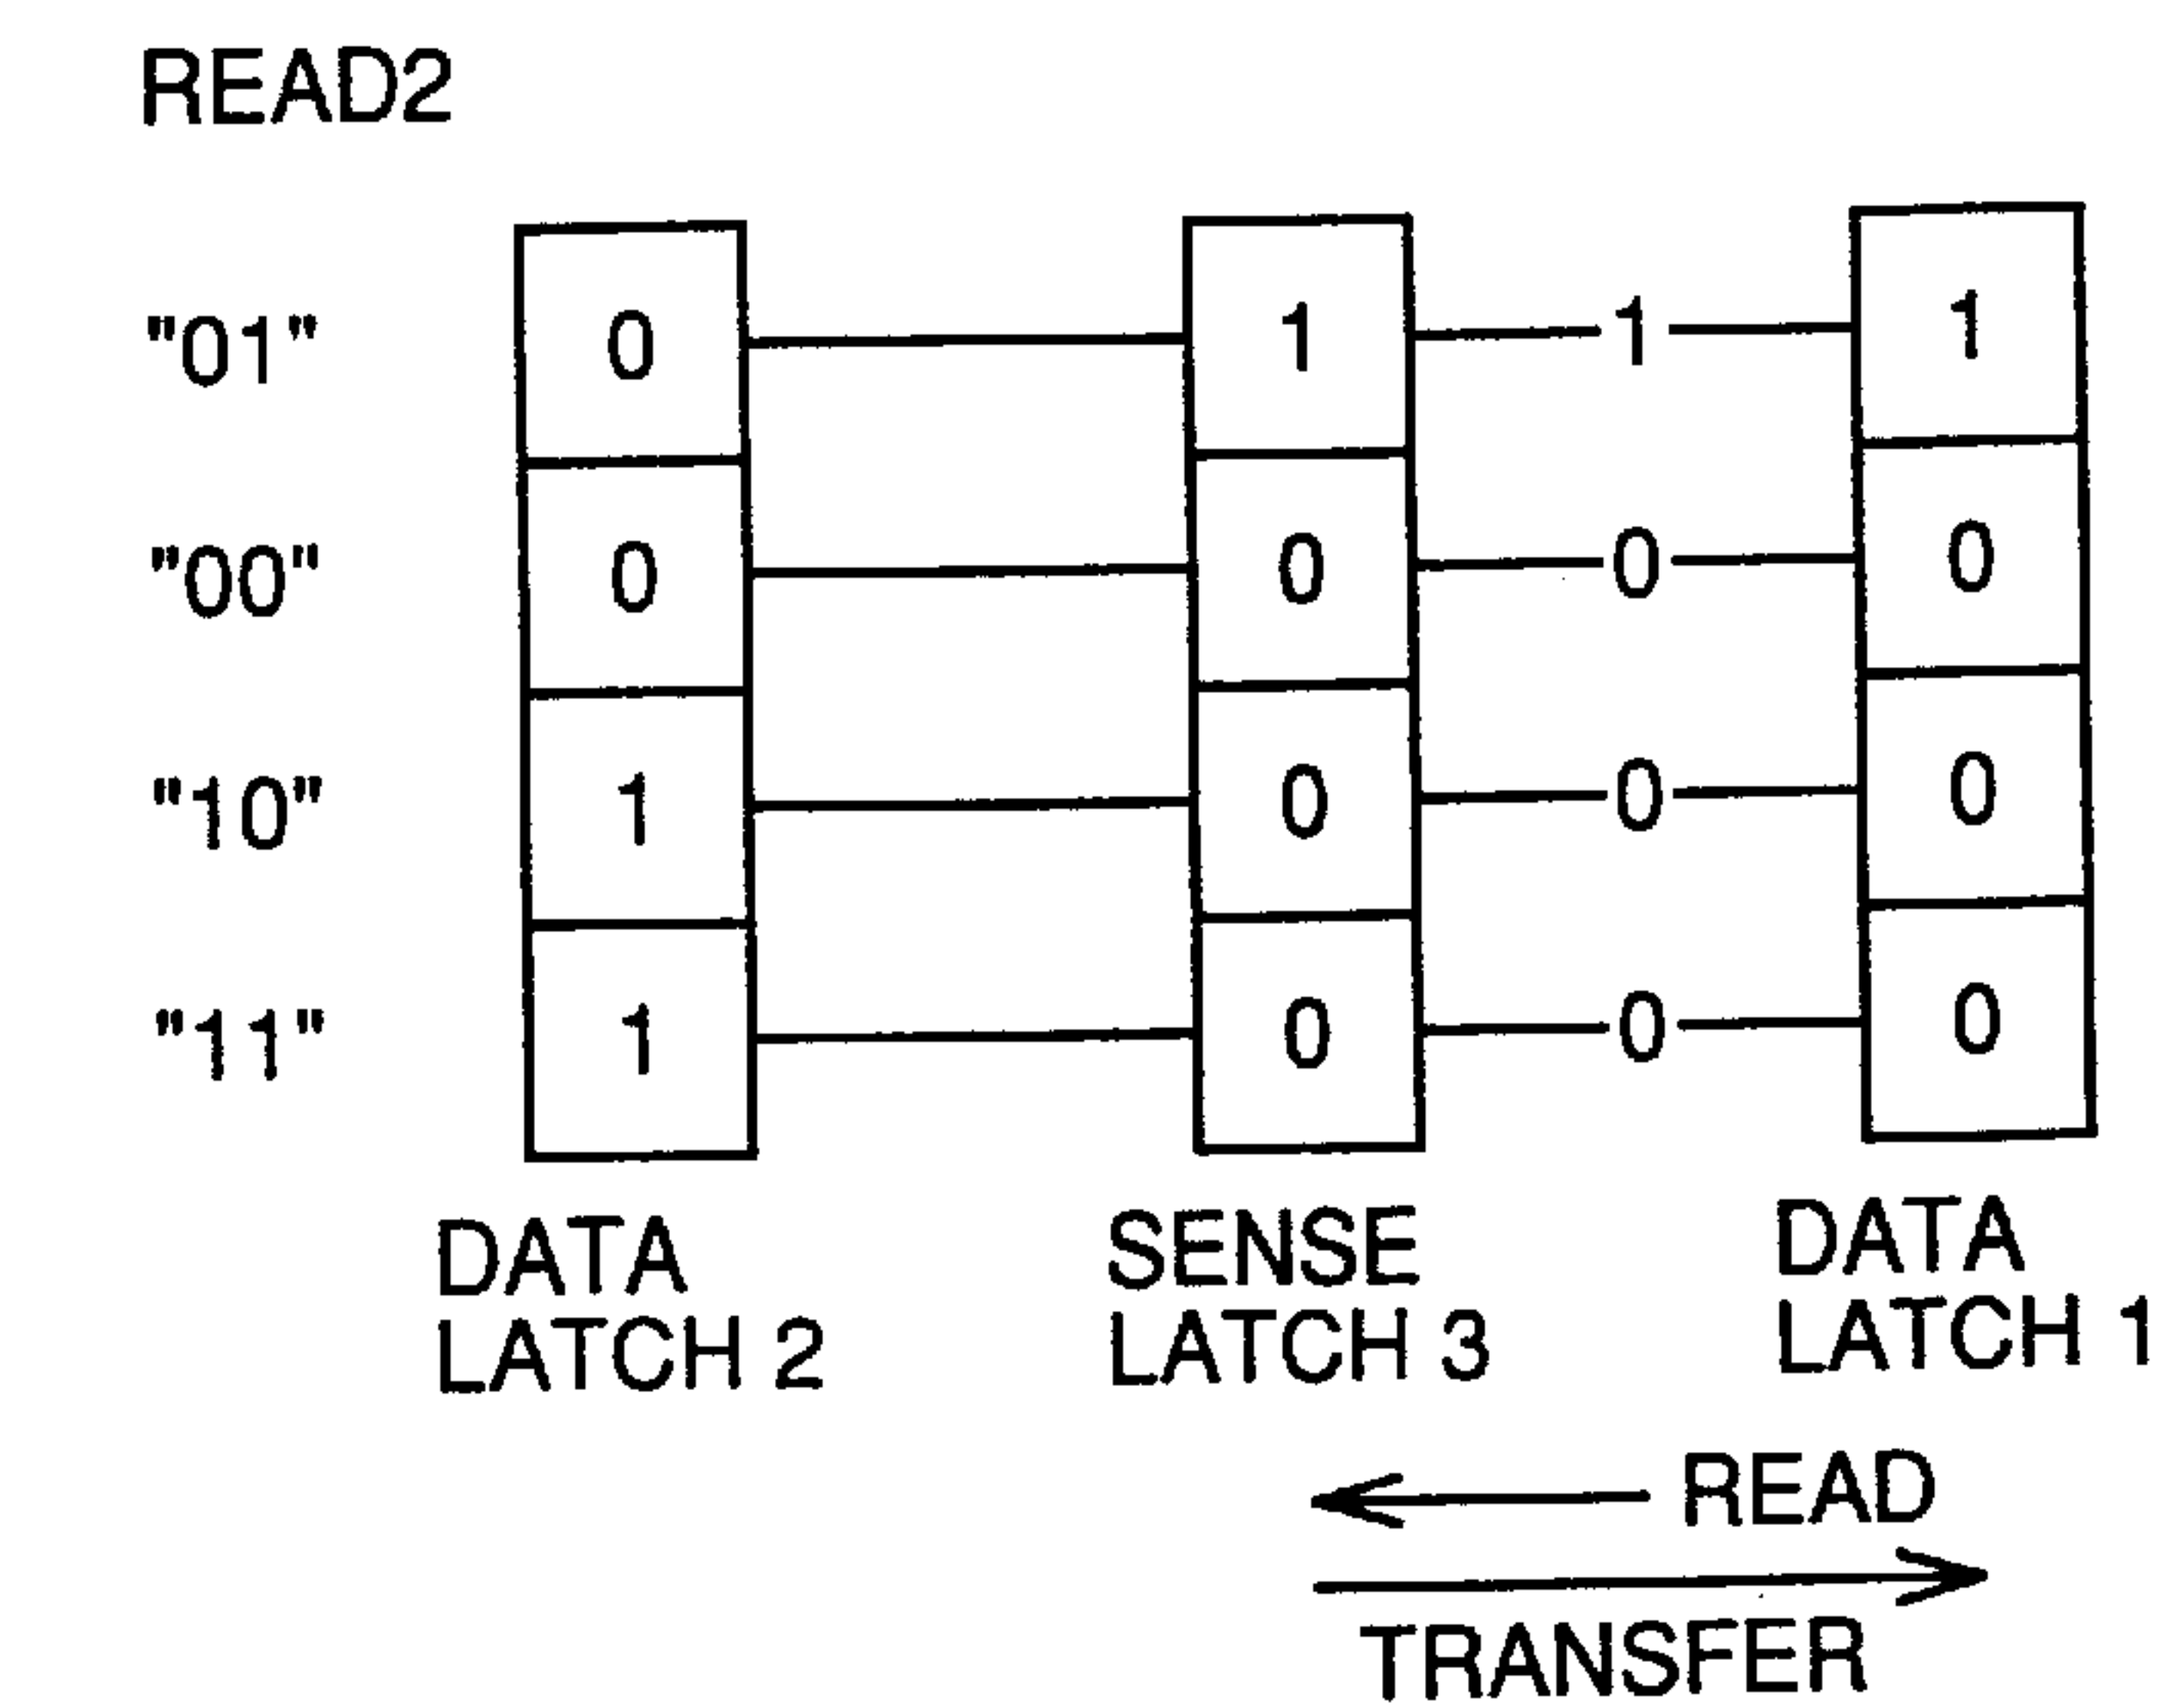 READ2
"01" 0 1 1 1
"00" 0 0 0 0
"10" 1 0 0 0
"11" 1 0 0 0
DATA LATCH 2
SENSE LATCH 3
DATA LATCH 1
READ
TRANSFER